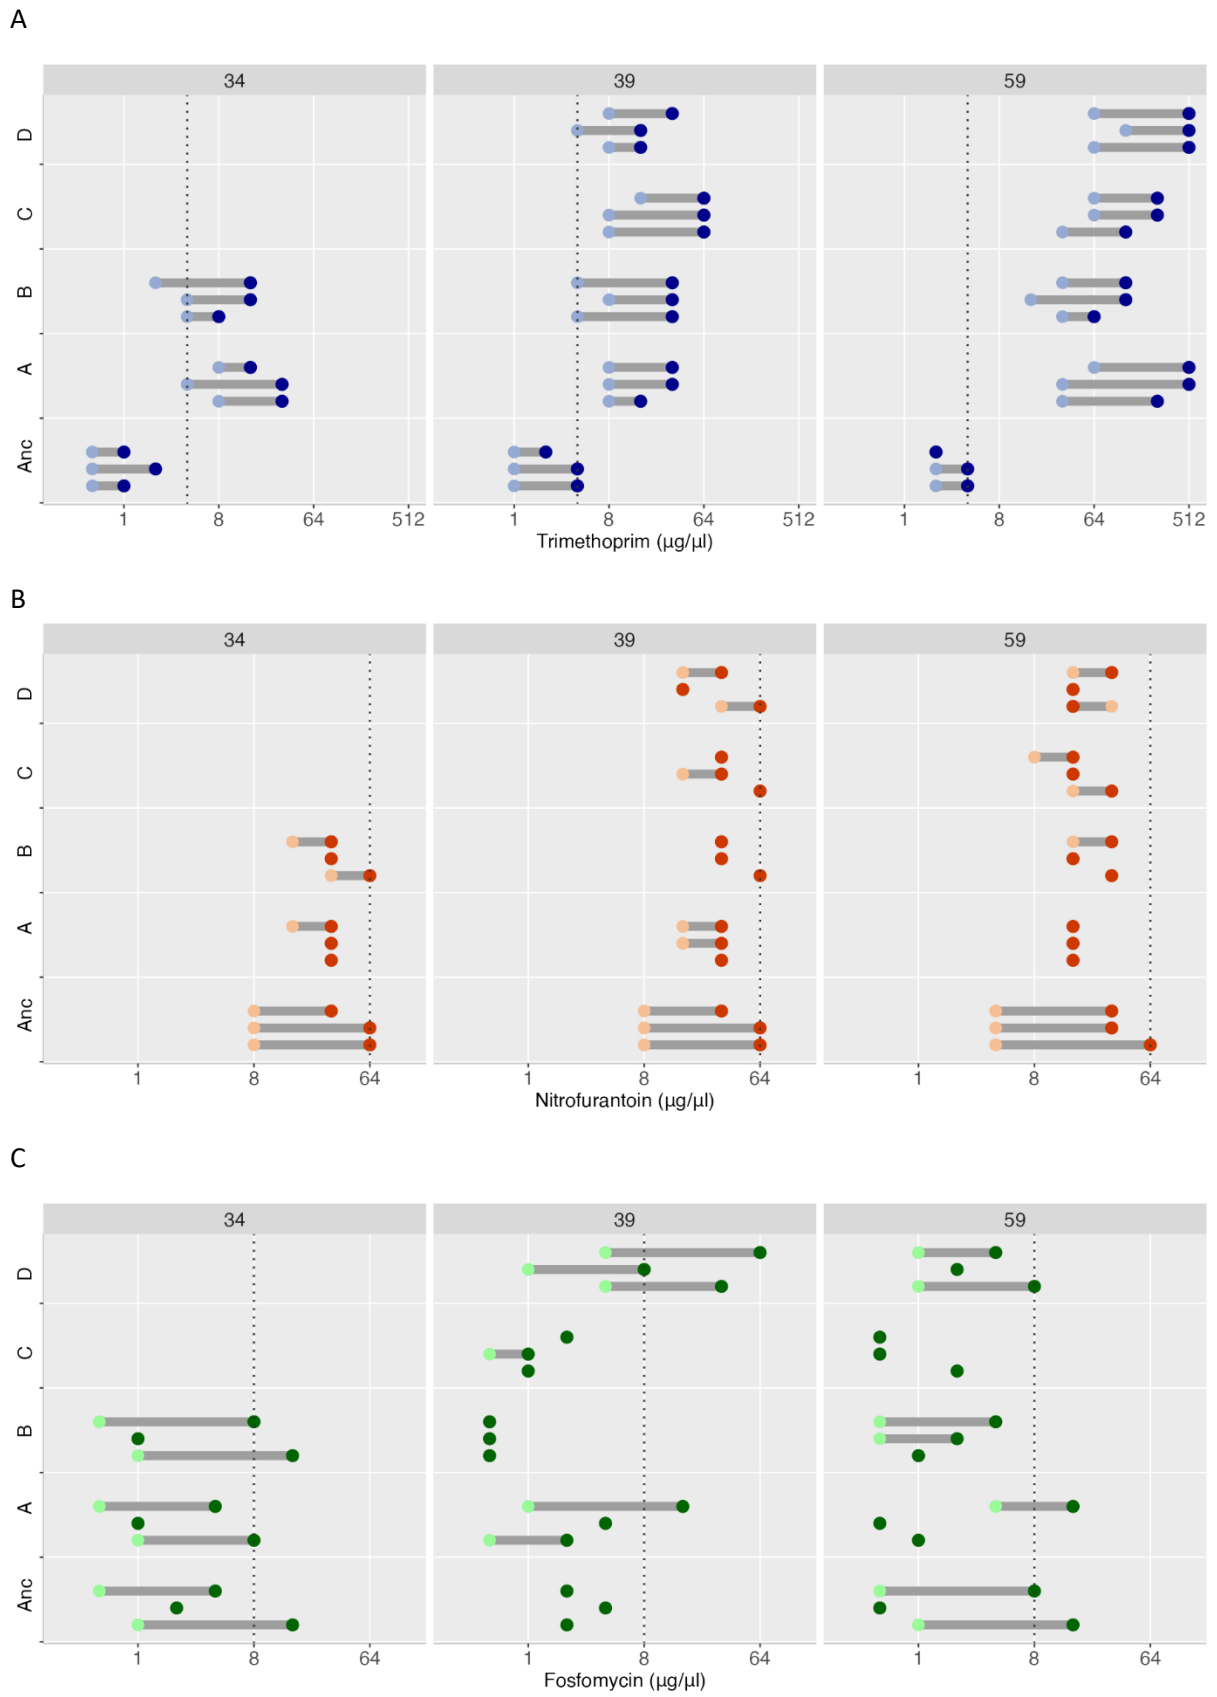 A
34 39 59
D
C
B
A
Anc
1 8 64 512 1 8 64 512 1 8 64 512
Trimethoprim (µg/µl)
B
34 39 59
D
C
B
A
Anc
1 8 64 1 8 64 1 8 64
Nitrofurantoin (µg/µl)
C
34 39 59
D
C
B
A
Anc
1 8 64 1 8 64 1 8 64
Fosfomycin (µg/µl)